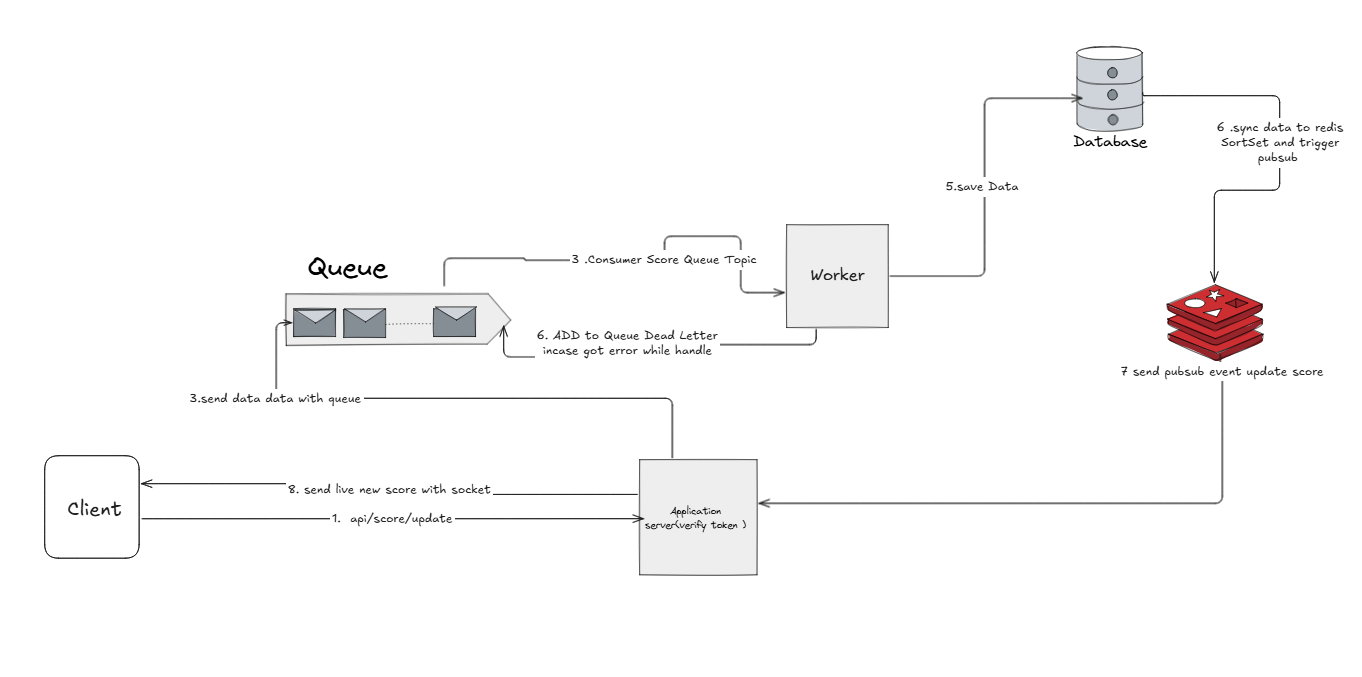 Database
6 .sync data to redis
SortSet and trigger
pubsub
5.save Data
Queue
3 .Consumer Score Queue Topic
Worker
6. ADD to Queue Dead Letter
incase got error while handle
7 send pubsub event update score
3.send data data with queue
8. send live new score with socket
Client
1. api/score/update
Application
server(verify token )